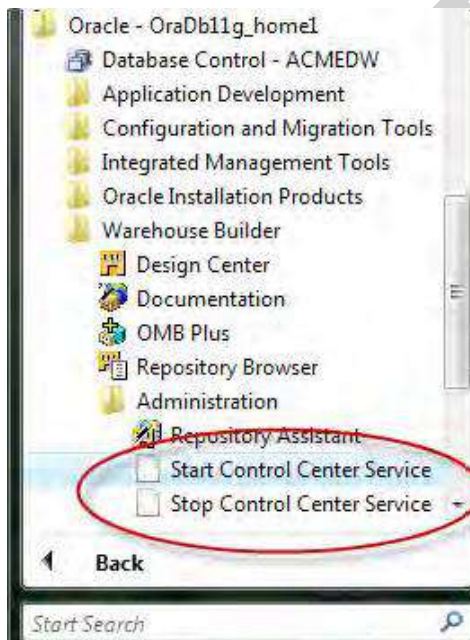 Oracle - OraDb11g_home1
Database Control - ACMEDW
Application Development
Configuration and Migration Tools
Integrated Management Tools
Oracle Installation Products
Warehouse Builder
Design Center
Documentation
OMB Plus
Repository Browser
Administration
Repository Assistant
Start Control Center Service
Stop Control Center Service
Back
Start Search